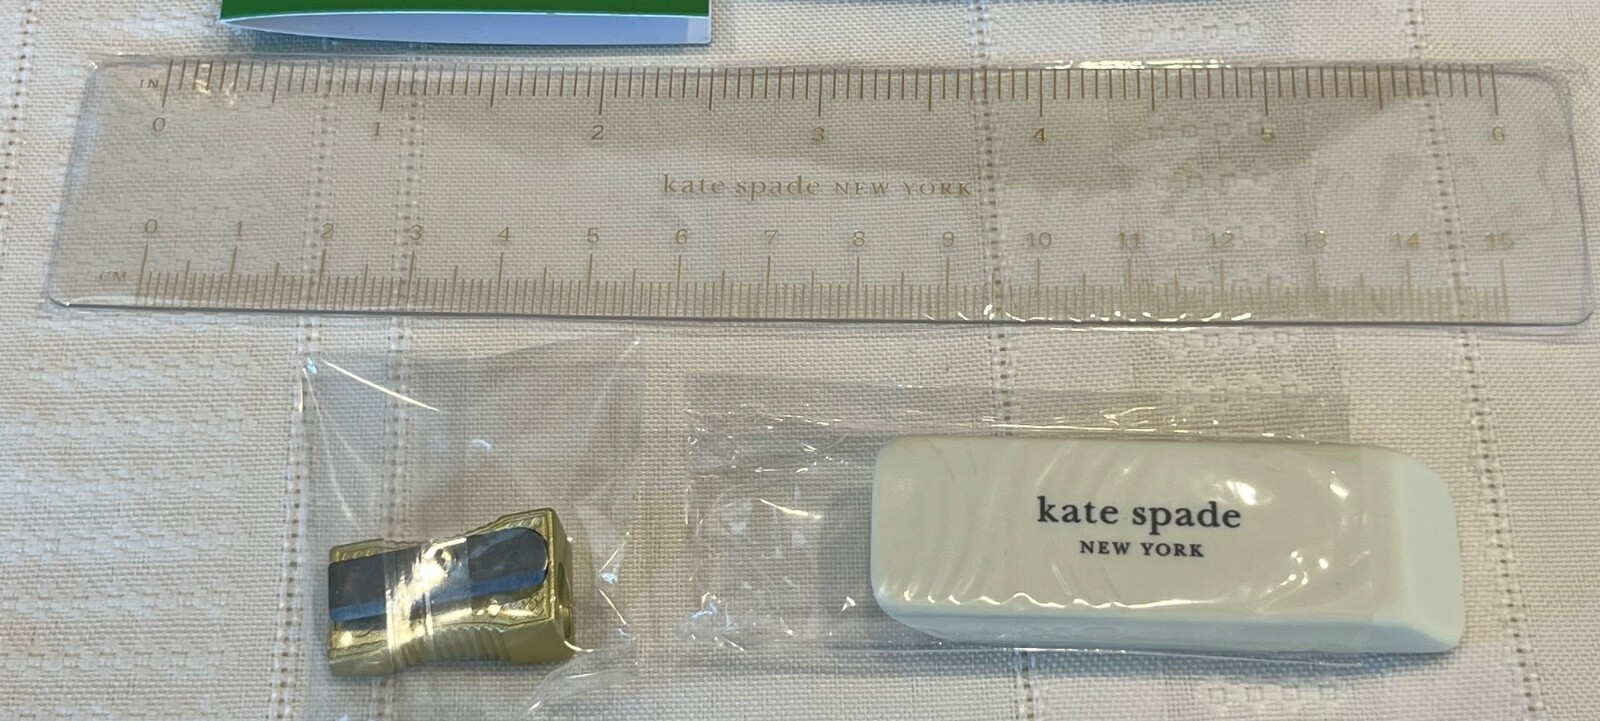 IN
0 1 2 3 4 5 6
kate spade NEW YORK
0 1 2 3 4 5 6 7 8 9 10 11 12 13 14 15
CM
kate spade
NEW YORK